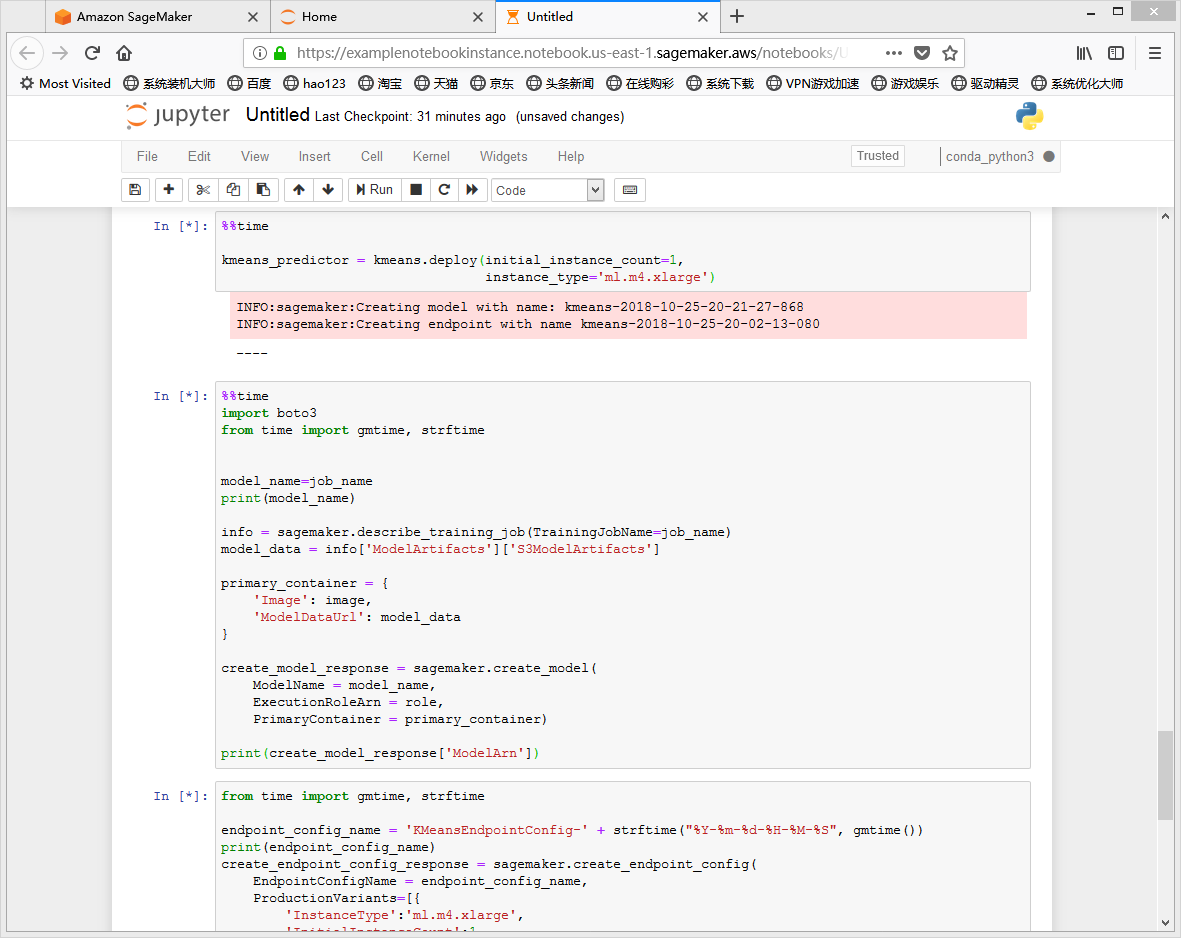 Amazon SageMaker
Home
Untitled
https://examplenotebookinstance.notebook.us-east-1.sagemaker.aws/notebooks/U
Most Visited 系统装机大师 百度 hao123 淘宝 天猫 京东 头条新闻 在线购彩 系统下载 VPN游戏加速 游戏娱乐 驱动精灵 系统优化大师
jupyter Untitled Last Checkpoint: 31 minutes ago (unsaved changes)
File Edit View Insert Cell Kernel Widgets Help Trusted conda_python3
Run Code
In [*]: %%time
kmeans_predictor = kmeans.deploy(initial_instance_count=1,
                                 instance_type='ml.m4.xlarge')
INFO:sagemaker:Creating model with name: kmeans-2018-10-25-20-21-27-868
INFO:sagemaker:Creating endpoint with name kmeans-2018-10-25-20-02-13-080
----
In [*]: %%time
import boto3
from time import gmtime, strftime
model_name=job_name
print(model_name)
info = sagemaker.describe_training_job(TrainingJobName=job_name)
model_data = info['ModelArtifacts']['S3ModelArtifacts']
primary_container = {
    'Image': image,
    'ModelDataUrl': model_data
}
create_model_response = sagemaker.create_model(
    ModelName = model_name,
    ExecutionRoleArn = role,
    PrimaryContainer = primary_container)
print(create_model_response['ModelArn'])
In [*]: from time import gmtime, strftime
endpoint_config_name = 'KMeansEndpointConfig-' + strftime("%Y-%m-%d-%H-%M-%S", gmtime())
print(endpoint_config_name)
create_endpoint_config_response = sagemaker.create_endpoint_config(
    EndpointConfigName = endpoint_config_name,
    ProductionVariants=[{
        'InstanceType':'ml.m4.xlarge',
        'InitialInstanceCount':1,